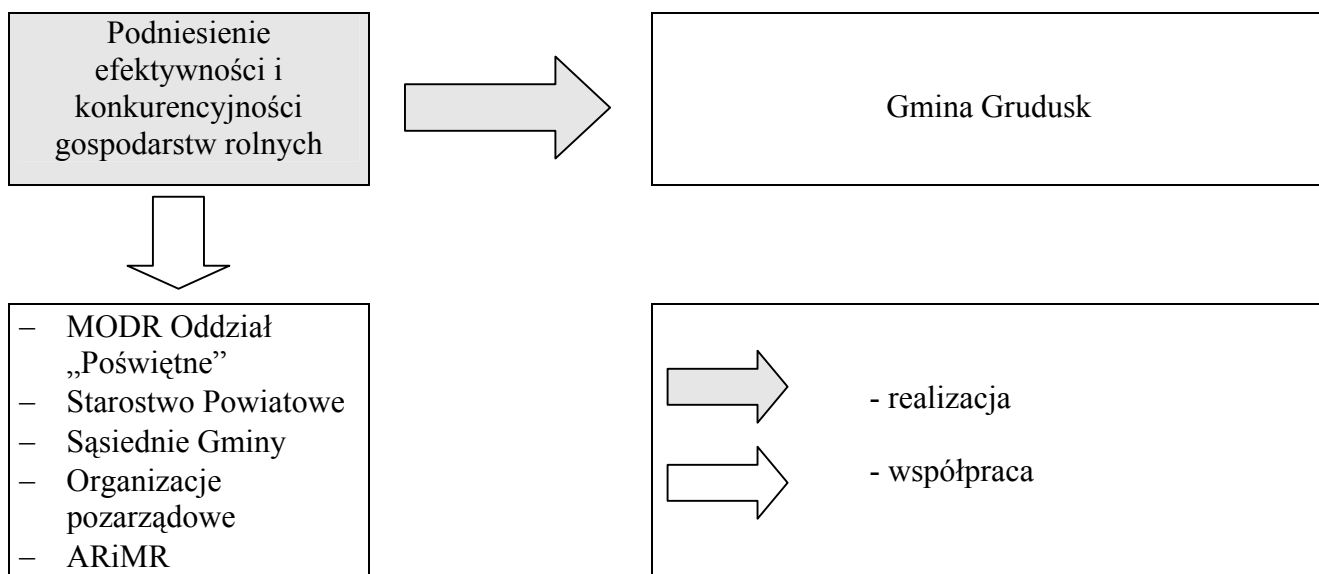 Podniesienie
efektywności i
konkurencyjności
gospodarstw rolnych
Gmina Grudusk
– MODR Oddział
„Poświętne”
– Starostwo Powiatowe
– Sąsiednie Gminy
– Organizacje
pozarządowe
– ARiMR
- realizacja
- współpraca